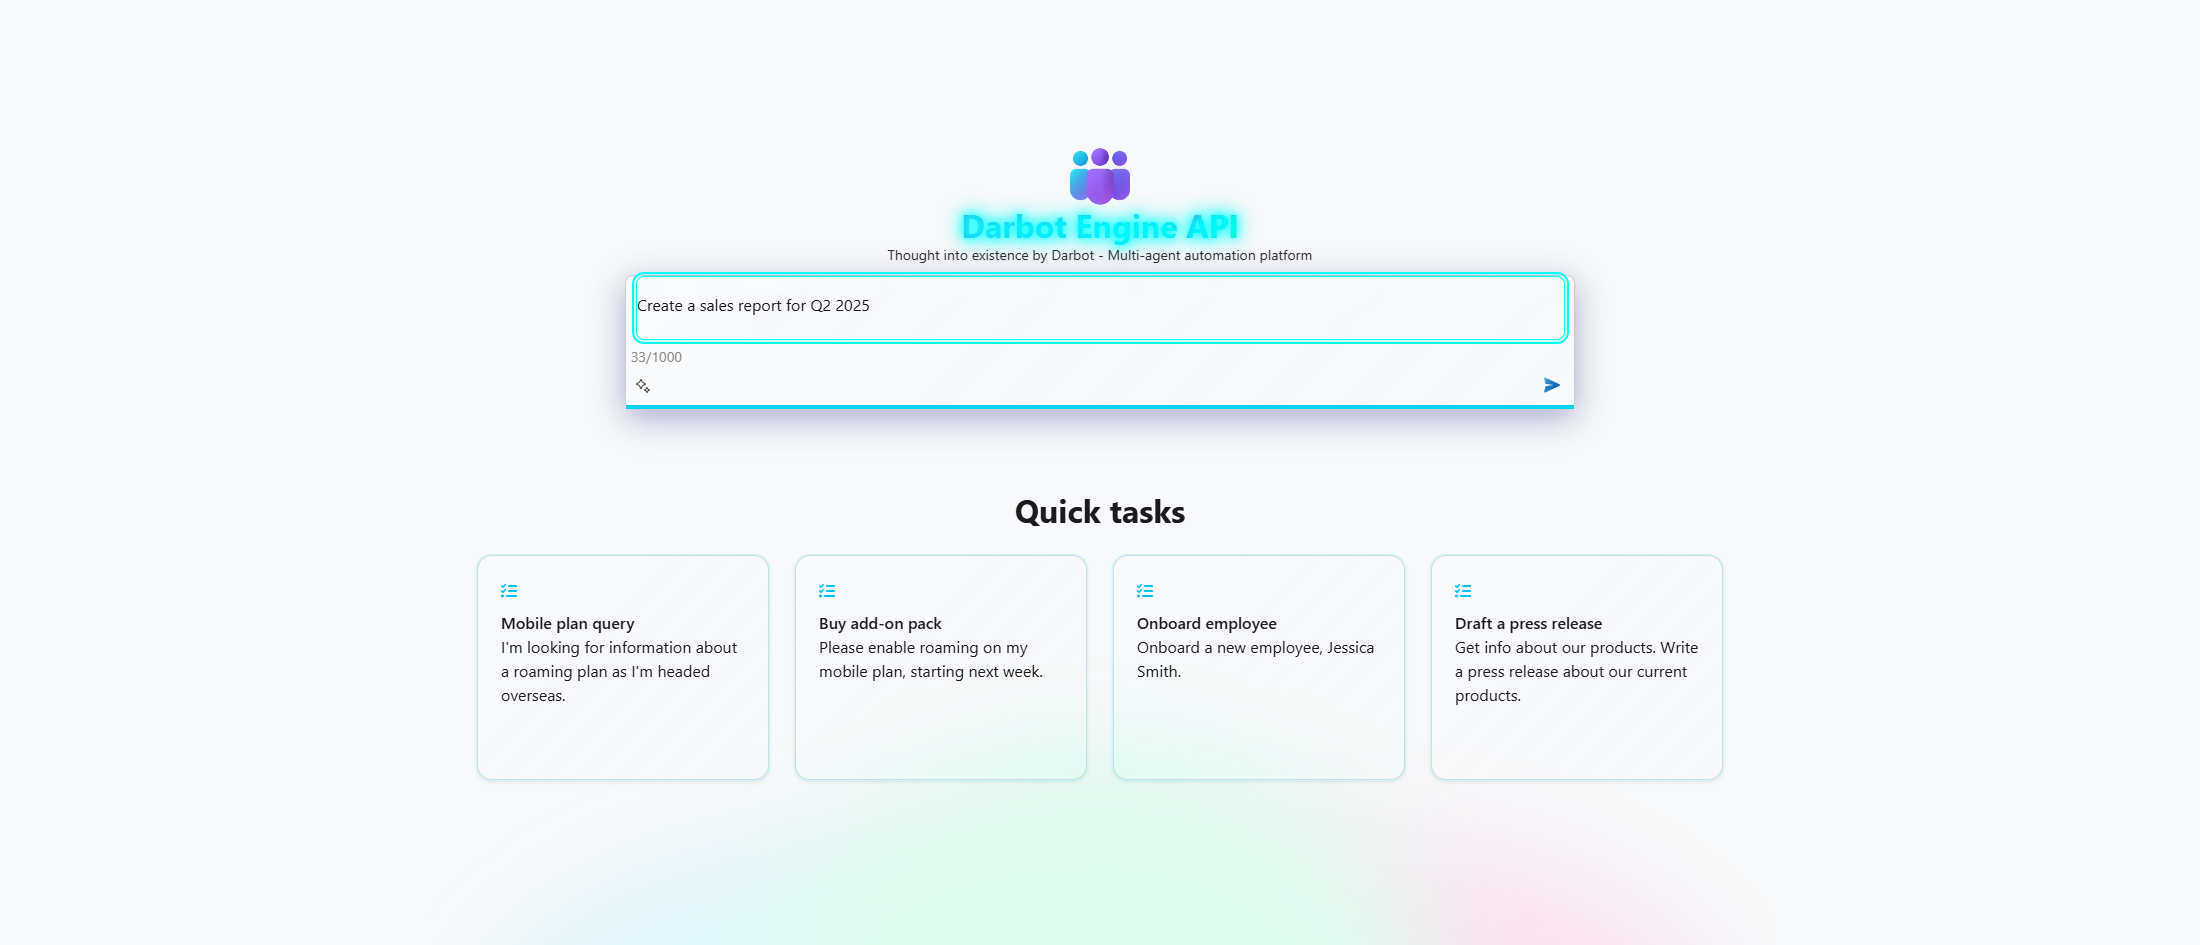 Darbot Engine API
Thought into existence by Darbot - Multi-agent automation platform
Create a sales report for Q2 2025
33/1000
Quick tasks
Mobile plan query
I'm looking for information about
a roaming plan as I'm headed
overseas.
Buy add-on pack
Please enable roaming on my
mobile plan, starting next week.
Onboard employee
Onboard a new employee, Jessica
Smith.
Draft a press release
Get info about our products. Write
a press release about our current
products.